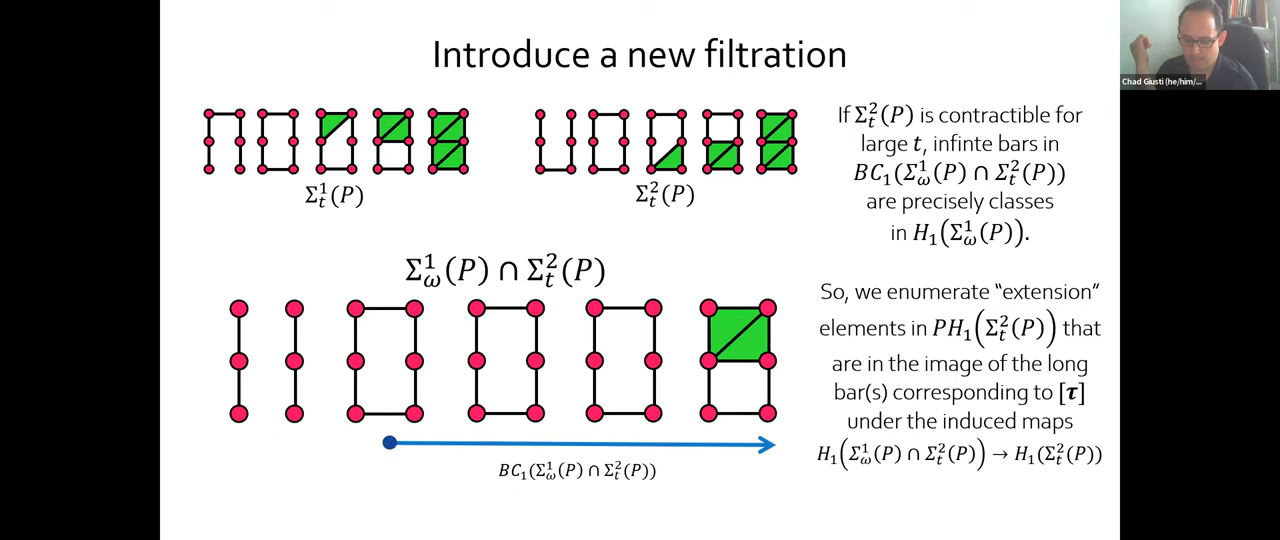 Introduce a new filtration
Chad Giusti (he/him/...
Σ¹ₜ(P)
Σ²ₜ(P)
If Σ²ₜ(P) is contractible for
large t, infinte bars in
BC₁(Σ¹ω(P) ∩ Σ²ₜ(P))
are precisely classes
in H₁(Σ¹ω(P)).
Σ¹ω(P) ∩ Σ²ₜ(P)
So, we enumerate “extension”
elements in PH₁(Σ²ₜ(P)) that
are in the image of the long
bar(s) corresponding to [τ]
under the induced maps
H₁(Σ¹ω(P) ∩ Σ²ₜ(P)) → H₁(Σ²ₜ(P))
BC₁(Σ¹ω(P) ∩ Σ²ₜ(P))